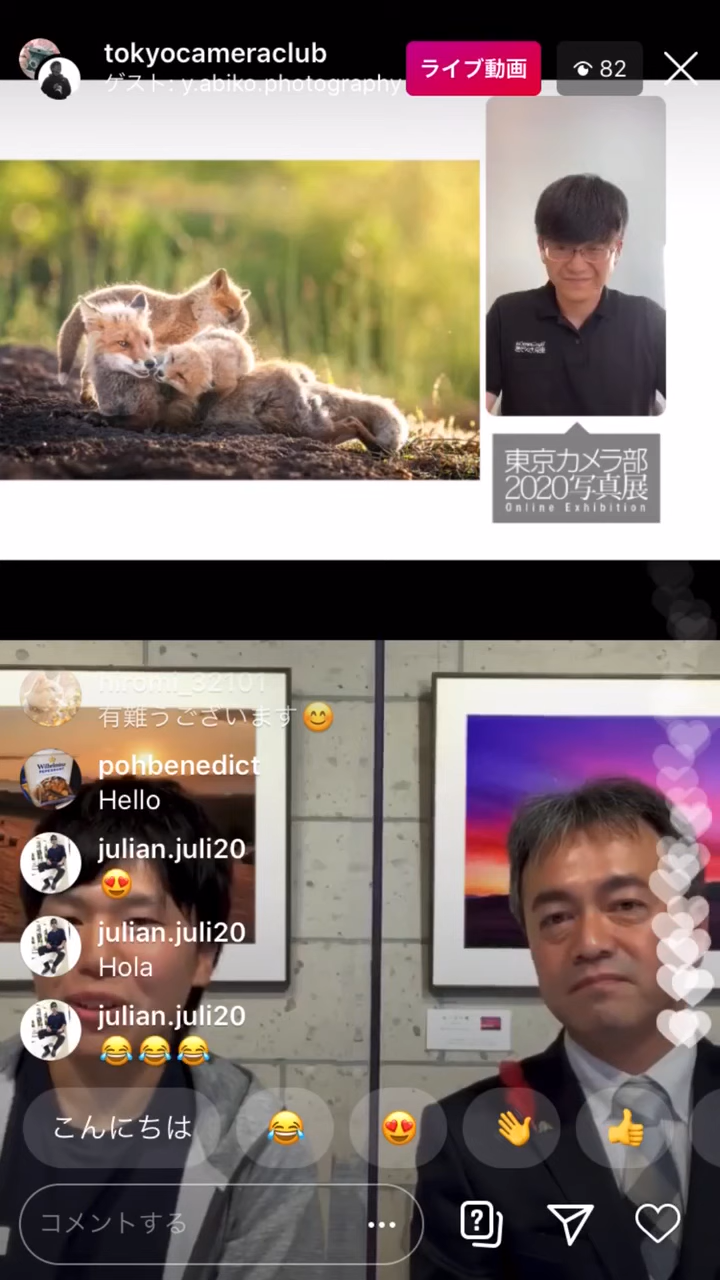 tokyocameraclub
ゲスト: y.abiko.photography
ライブ動画
82
東京カメラ部
2020写真展
Online Exhibition
hiromi_32101
有難うございます😊
pohbenedict
Hello
julian.juli20
😍
julian.juli20
Hola
julian.juli20
😂😂😂
こんにちは 😂 😍 👋 👍
コメントする